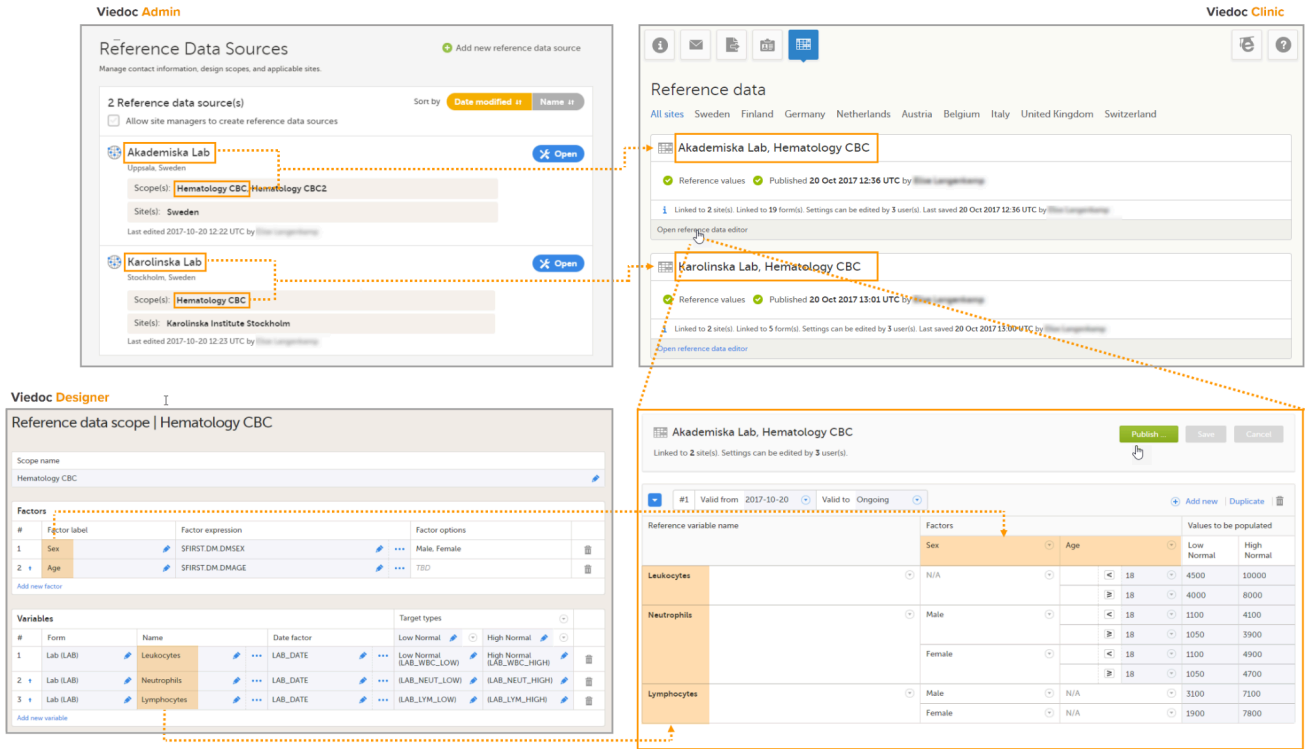 Viedoc Admin
Reference Data Sources
Add new reference data source
Manage contact information, design scopes, and applicable sites.
2 Reference data source(s)
Sort by Date modified Name
Allow site managers to create reference data sources
Akademiska Lab
Open
Uppsala, Sweden
Scope(s): Hematology CBC, Hematology CBC2
Site(s): Sweden
Last edited 2017-10-20 12:22 UTC by
Karolinska Lab
Open
Stockholm, Sweden
Scope(s): Hematology CBC
Site(s): Karolinska Institute Stockholm
Last edited 2017-10-20 12:23 UTC by
Viedoc Clinic
Reference data
All sites Sweden Finland Germany Netherlands Austria Belgium Italy United Kingdom Switzerland
Akademiska Lab, Hematology CBC
Reference values Published 20 Oct 2017 12:36 UTC by
Linked to 2 site(s). Linked to 19 form(s). Settings can be edited by 3 user(s). Last saved 20 Oct 2017 12:36 UTC by
Open reference data editor
Karolinska Lab, Hematology CBC
Reference values Published 20 Oct 2017 13:01 UTC by
Linked to 2 site(s). Linked to 5 form(s). Settings can be edited by 3 user(s). Last saved 20 Oct 2017 13:00 UTC by
Open reference data editor
Viedoc Designer
Reference data scope | Hematology CBC
Scope name
Hematology CBC
Factors
# Factor label Factor expression Factor options
1 Sex $FIRST.DM.DMSEX Male, Female
2 Age $FIRST.DM.DMAGE TBD
Add new factor
Variables Target types
# Form Name Date factor Low Normal High Normal
1 Lab (LAB) Leukocytes LAB_DATE Low Normal (LAB_WBC_LOW) High Normal (LAB_WBC_HIGH)
2 Lab (LAB) Neutrophils LAB_DATE (LAB_NEUT_LOW) (LAB_NEUT_HIGH)
3 Lab (LAB) Lymphocytes LAB_DATE (LAB_LYM_LOW) (LAB_LYM_HIGH)
Add new variable
Akademiska Lab, Hematology CBC
Publish... Save Cancel
Linked to 2 site(s). Settings can be edited by 3 user(s).
#1 Valid from 2017-10-20 Valid to Ongoing
Add new Duplicate
Reference variable name Factors Values to be populated
Sex Age Low Normal High Normal
Leukocytes N/A < 18 4500 10000
≥ 18 4000 8000
Neutrophils Male < 18 1100 4100
≥ 18 1050 3900
Female < 18 1100 4900
≥ 18 1050 4700
Lymphocytes Male N/A 3100 7100
Female N/A 1900 7800